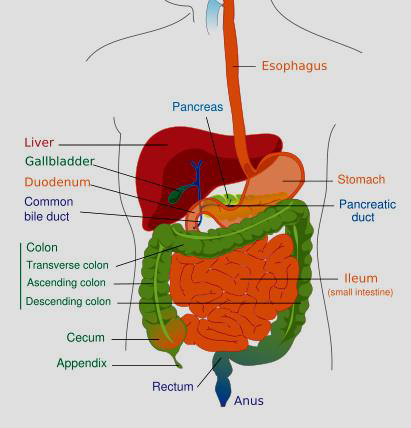 Esophagus
Pancreas
Liver
Gallbladder
Duodenum
Common
bile duct
Stomach
Pancreatic
duct
Colon
Transverse colon
Ascending colon
Descending colon
Ileum
(small intestine)
Cecum
Appendix
Rectum
Anus